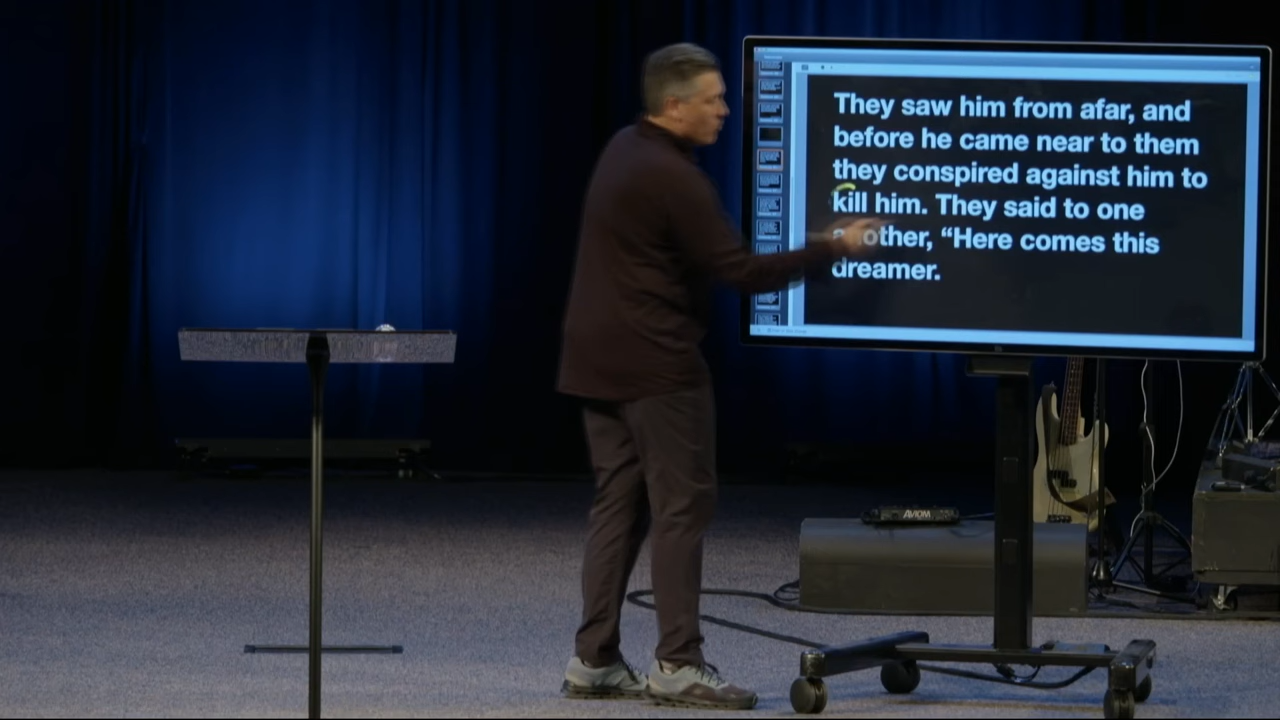 They saw him from afar, and
before he came near to them
they conspired against him to
kill him. They said to one
another, “Here comes this
dreamer.
AVIOM